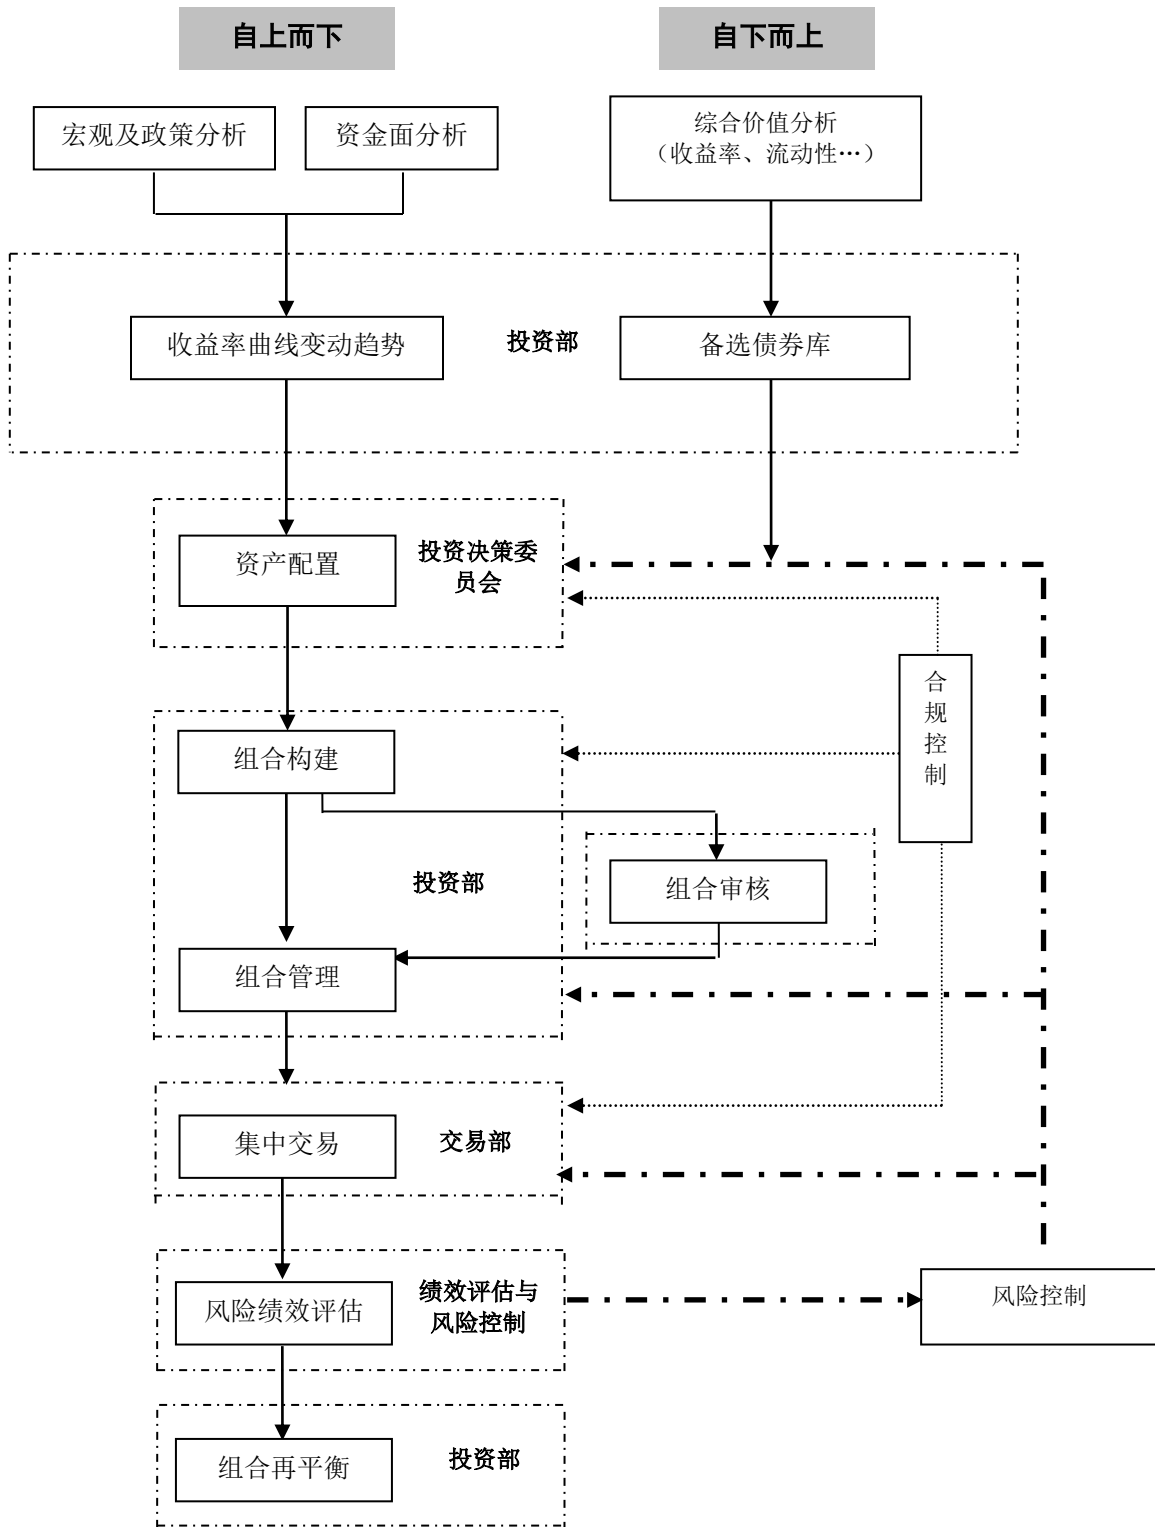 自上而下
自下而上
宏观及政策分析
资金面分析
综合价值分析
（收益率、流动性…）
收益率曲线变动趋势
投资部
备选债券库
资产配置
投资决策委
员会
合
规
控
制
组合构建
投资部
组合审核
组合管理
集中交易
交易部
风险绩效评估
绩效评估与
风险控制
风险控制
组合再平衡
投资部